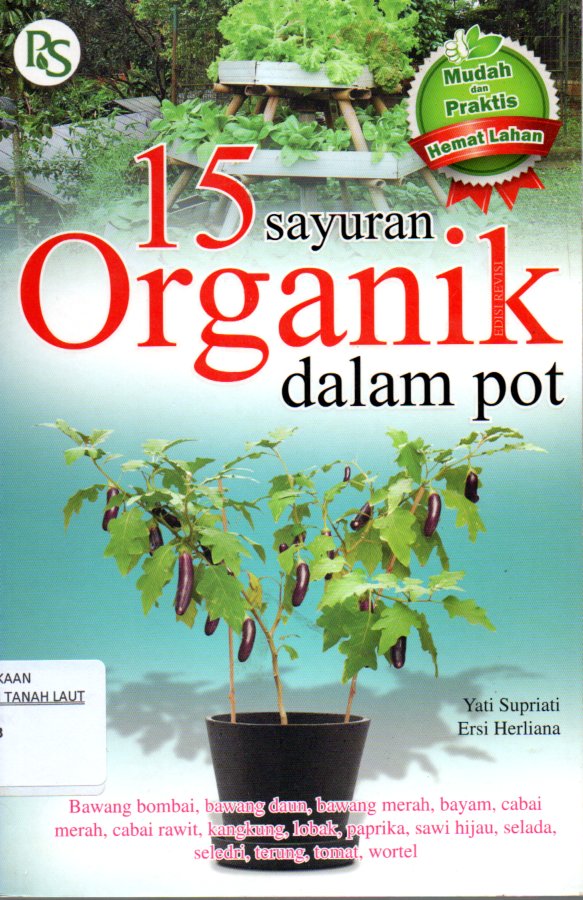 PS
Mudah
dan
Praktis
Hemat Lahan
15 sayuran
Organik
EDISI REVISI
dalam pot
KAAN
TANAH LAUT
Yati Supriati
Ersi Herliana
Bawang bombai, bawang daun, bawang merah, bayam, cabai
merah, cabai rawit, kangkung, lobak, paprika, sawi hijau, selada,
seledri, terung, tomat, wortel